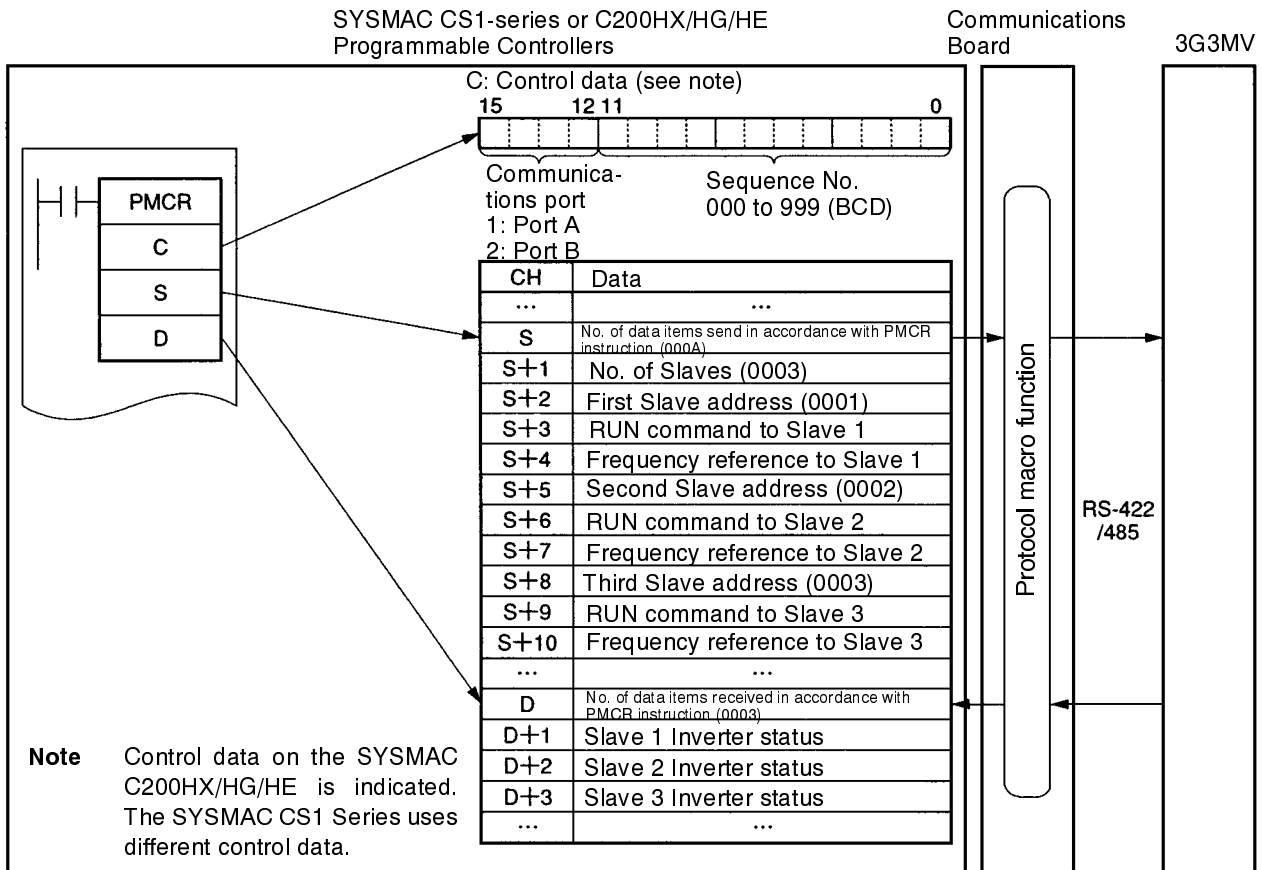 SYSMAC CS1-series or C200HX/HG/HE
Programmable Controllers
Communications
Board
3G3MV
C: Control data (see note)
15 12 11 0
Communica-
tions port
1: Port A
2: Port B
Sequence No.
000 to 999 (BCD)
PMCR
C
S
D
CH Data
... ...
S No. of data items send in accordance with PMCR
instruction (000A)
S+1 No. of Slaves (0003)
S+2 First Slave address (0001)
S+3 RUN command to Slave 1
S+4 Frequency reference to Slave 1
S+5 Second Slave address (0002)
S+6 RUN command to Slave 2
S+7 Frequency reference to Slave 2
S+8 Third Slave address (0003)
S+9 RUN command to Slave 3
S+10 Frequency reference to Slave 3
... ...
D No. of data items received in accordance with
PMCR instruction (0003)
D+1 Slave 1 Inverter status
D+2 Slave 2 Inverter status
D+3 Slave 3 Inverter status
... ...
Protocol macro function
RS-422
/485
Note Control data on the SYSMAC
C200HX/HG/HE is indicated.
The SYSMAC CS1 Series uses
different control data.